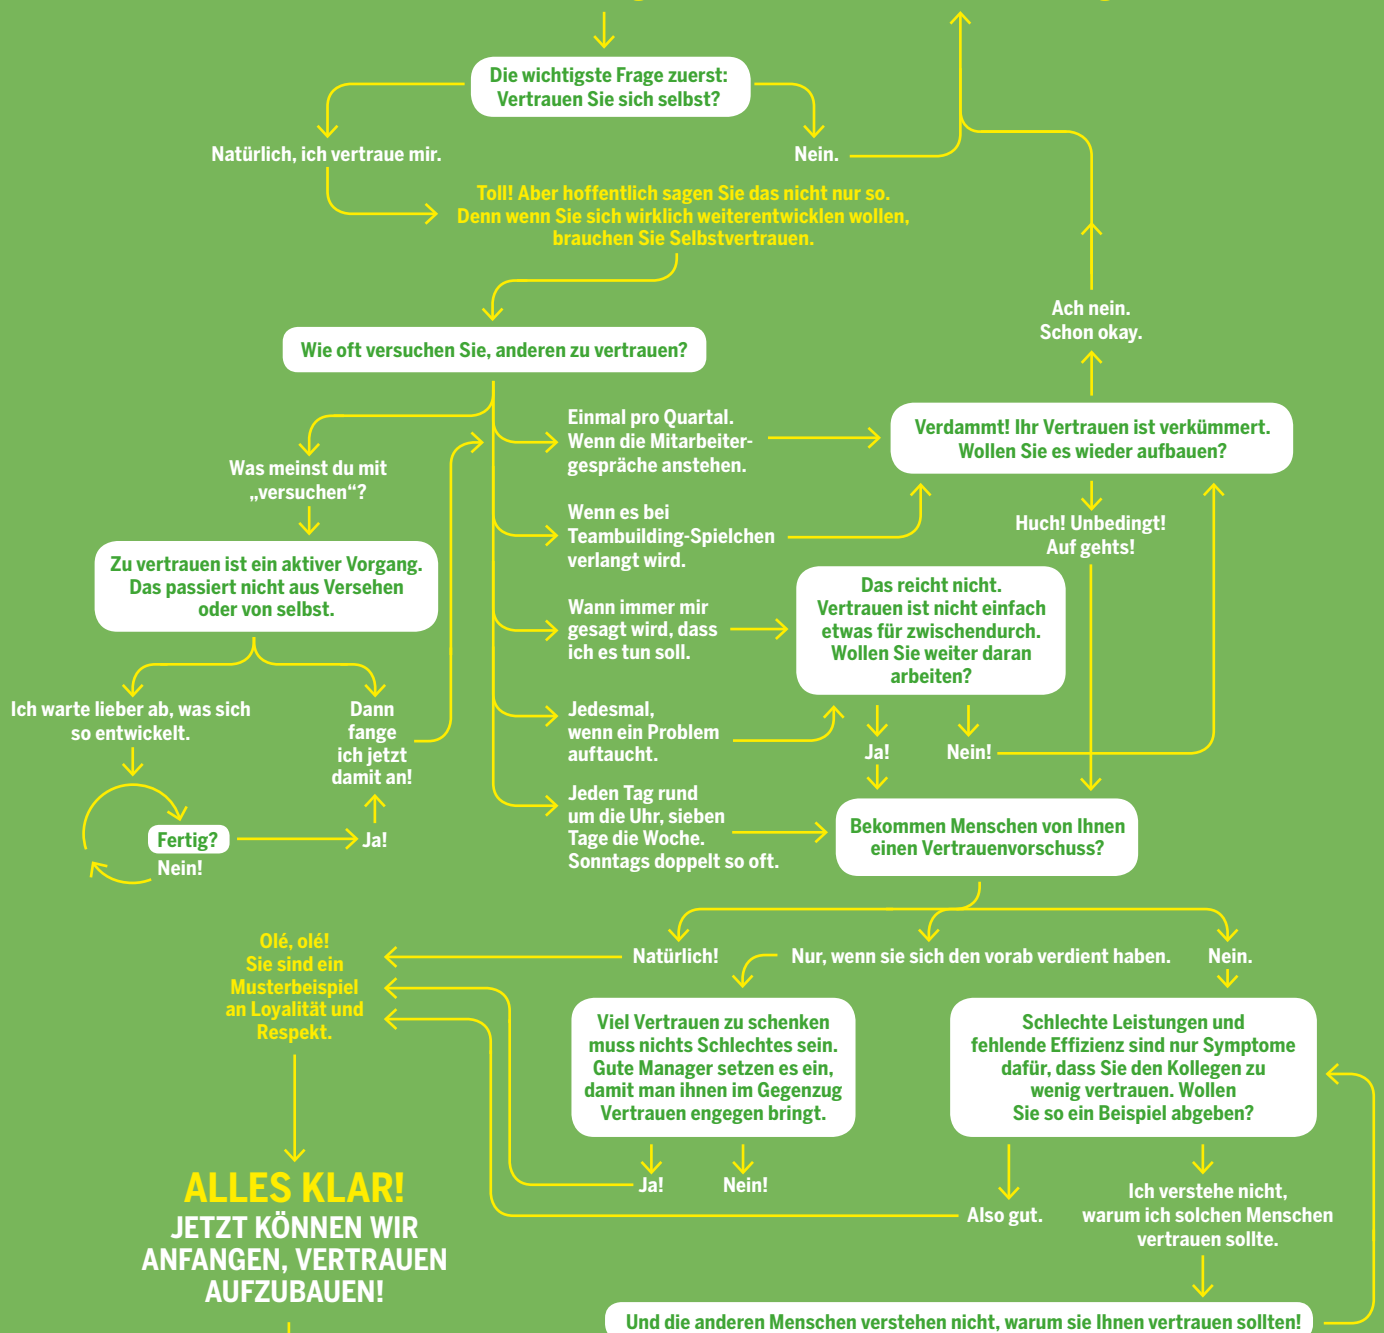 Die wichtigste Frage zuerst:
Vertrauen Sie sich selbst?
Natürlich, ich vertraue mir.
Nein.
Toll! Aber hoffentlich sagen Sie das nicht nur so.
Denn wenn Sie sich wirklich weiterentwicklen wollen,
brauchen Sie Selbstvertrauen.
Ach nein.
Schon okay.
Wie oft versuchen Sie, anderen zu vertrauen?
Einmal pro Quartal.
Wenn die Mitarbeiter-
gespräche anstehen.
Verdammt! Ihr Vertrauen ist verkümmert.
Wollen Sie es wieder aufbauen?
Was meinst du mit
„versuchen“?
Wenn es bei
Teambuilding-Spielchen
verlangt wird.
Huch! Unbedingt!
Auf gehts!
Zu vertrauen ist ein aktiver Vorgang.
Das passiert nicht aus Versehen
oder von selbst.
Wann immer mir
gesagt wird, dass
ich es tun soll.
Das reicht nicht.
Vertrauen ist nicht einfach
etwas für zwischendurch.
Wollen Sie weiter daran
arbeiten?
Ich warte lieber ab, was sich
so entwickelt.
Dann
fange
ich jetzt
damit an!
Jedesmal,
wenn ein Problem
auftaucht.
Ja!
Nein!
Jeden Tag rund
um die Uhr, sieben
Tage die Woche.
Sonntags doppelt so oft.
Bekommen Menschen von Ihnen
einen Vertrauenvorschuss?
Fertig?
Ja!
Nein!
Olé, olé!
Sie sind ein
Musterbeispiel
an Loyalität und
Respekt.
Natürlich!
Nur, wenn sie sich den vorab verdient haben.
Nein.
Viel Vertrauen zu schenken
muss nichts Schlechtes sein.
Gute Manager setzen es ein,
damit man ihnen im Gegenzug
Vertrauen engegen bringt.
Schlechte Leistungen und
fehlende Effizienz sind nur Symptome
dafür, dass Sie den Kollegen zu
wenig vertrauen. Wollen
Sie so ein Beispiel abgeben?
Ja!
Nein!
Also gut.
Ich verstehe nicht,
warum ich solchen Menschen
vertrauen sollte.
ALLES KLAR!
JETZT KÖNNEN WIR
ANFANGEN, VERTRAUEN
AUFZUBAUEN!
Und die anderen Menschen verstehen nicht, warum sie Ihnen vertrauen sollten!